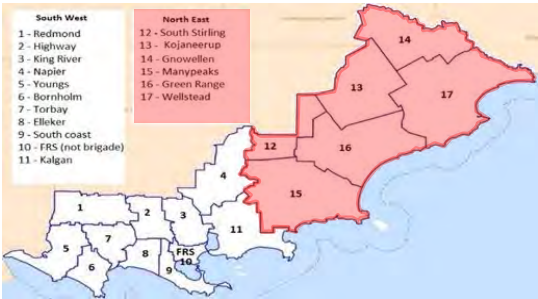 South West
1 - Redmond
2 - Highway
3 - King River
4 - Napier
5 - Youngs
6 - Bornholm
7 - Torbay
8 - Elleker
9 - South coast
10 - FRS (not brigade)
11 - Kalgan
North East
12 - South Stirling
13 - Kojaneerup
14 - Gnowellen
15 - Manypeaks
16 - Green Range
17 - Wellstead
14
13
17
12
16
4
15
1
2
3
11
5
7
8
FRS
10
6
9